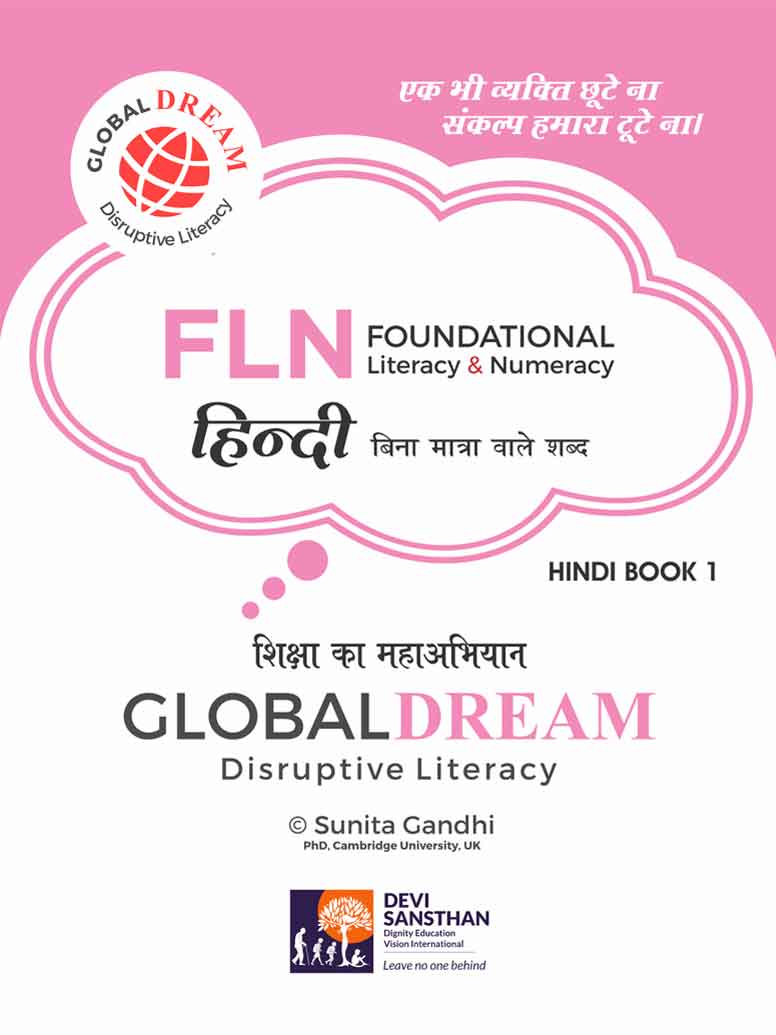 GLOBAL DREAM
Disruptive Literacy
एक भी व्यक्ति छूटे ना
संकल्प हमारा टूटे ना।
FLN FOUNDATIONAL
Literacy & Numeracy
हिन्दी बिना मात्रा वाले शब्द
HINDI BOOK 1
शिक्षा का महाअभियान
GLOBALDREAM
Disruptive Literacy
© Sunita Gandhi
PhD, Cambridge University, UK
DEVI
SANSTHAN
Dignity Education
Vision International
Leave no one behind